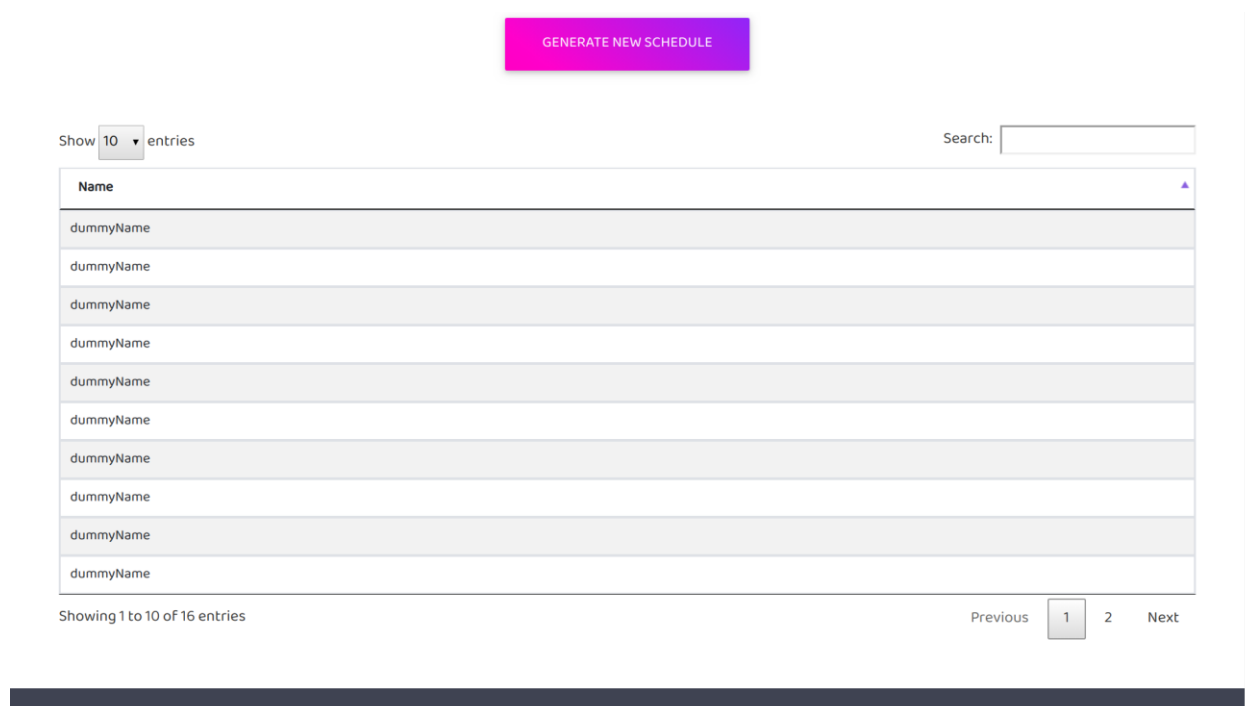 GENERATE NEW SCHEDULE
Show 10 entries
Search:
Name
dummyName
dummyName
dummyName
dummyName
dummyName
dummyName
dummyName
dummyName
dummyName
dummyName
Showing 1 to 10 of 16 entries
Previous 1 2 Next